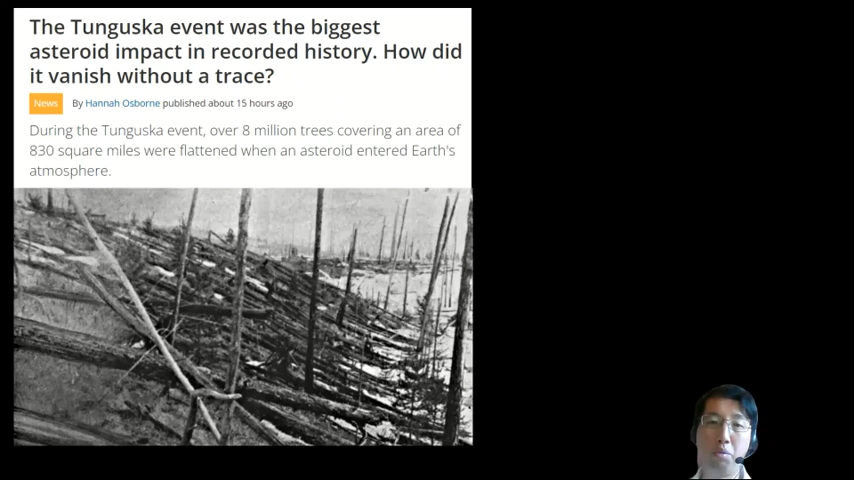 The Tunguska event was the biggest
asteroid impact in recorded history. How did
it vanish without a trace?
News By Hannah Osborne published about 15 hours ago
During the Tunguska event, over 8 million trees covering an area of
830 square miles were flattened when an asteroid entered Earth's
atmosphere.